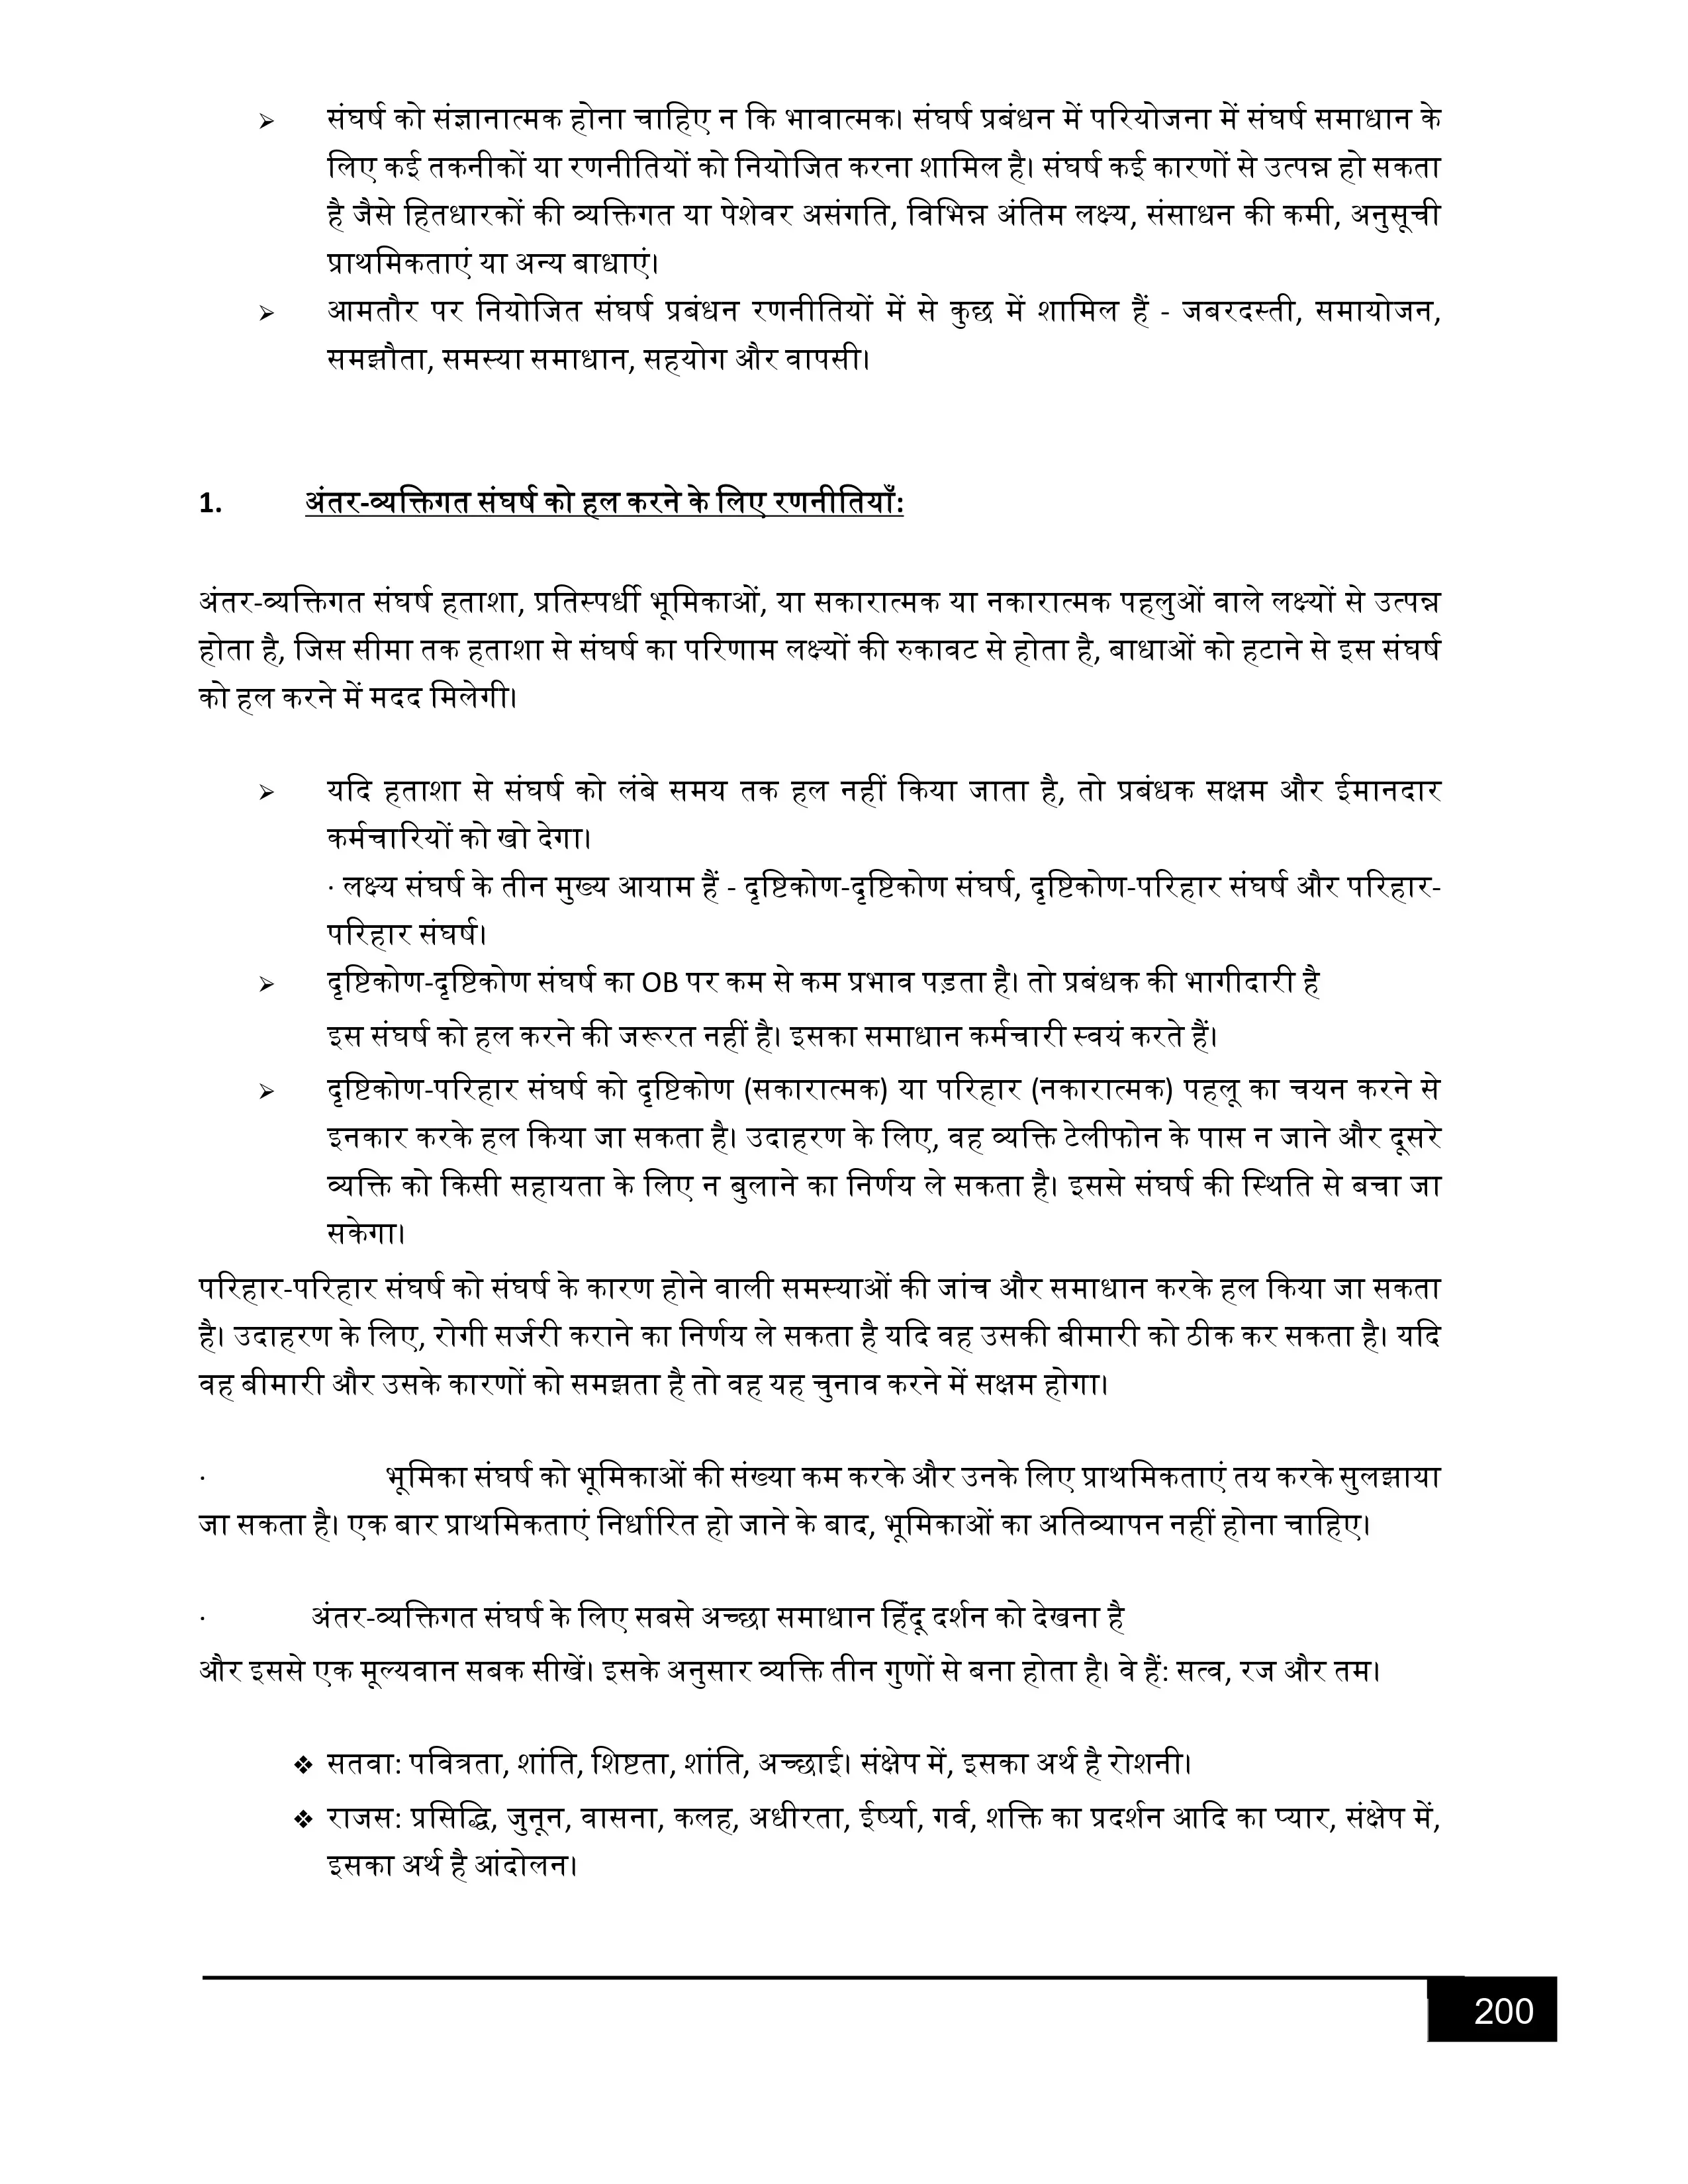 ➢ संघर्ष को संज्ञानात्मक होना चाहिए न कि भावात्मक। संघर्ष प्रबंधन में परियोजना में संघर्ष समाधान के
लिए कई तकनीकों या रणनीतियों को नियोजित करना शामिल है। संघर्ष कई कारणों से उत्पन्न हो सकता
है जैसे हितधारकों की व्यक्तिगत या पेशेवर असंगति, विभिन्न अंतिम लक्ष्य, संसाधन की कमी, अनुसूची
प्राथमिकताएं या अन्य बाधाएं।
➢ आमतौर पर नियोजित संघर्ष प्रबंधन रणनीतियों में से कुछ में शामिल हैं - जबरदस्ती, समायोजन,
समझौता, समस्या समाधान, सहयोग और वापसी।
1. अंतर-व्यक्तिगत संघर्ष को हल करने के लिए रणनीतियाँ:
अंतर-व्यक्तिगत संघर्ष हताशा, प्रतिस्पर्धी भूमिकाओं, या सकारात्मक या नकारात्मक पहलुओं वाले लक्ष्यों से उत्पन्न
होता है, जिस सीमा तक हताशा से संघर्ष का परिणाम लक्ष्यों की रुकावट से होता है, बाधाओं को हटाने से इस संघर्ष
को हल करने में मदद मिलेगी।
➢ यदि हताशा से संघर्ष को लंबे समय तक हल नहीं किया जाता है, तो प्रबंधक सक्षम और ईमानदार
कर्मचारियों को खो देगा।
· लक्ष्य संघर्ष के तीन मुख्य आयाम हैं - दृष्टिकोण-दृष्टिकोण संघर्ष, दृष्टिकोण-परिहार संघर्ष और परिहार-
परिहार संघर्ष।
➢ दृष्टिकोण-दृष्टिकोण संघर्ष का OB पर कम से कम प्रभाव पड़ता है। तो प्रबंधक की भागीदारी है
इस संघर्ष को हल करने की जरूरत नहीं है। इसका समाधान कर्मचारी स्वयं करते हैं।
➢ दृष्टिकोण-परिहार संघर्ष को दृष्टिकोण (सकारात्मक) या परिहार (नकारात्मक) पहलू का चयन करने से
इनकार करके हल किया जा सकता है। उदाहरण के लिए, वह व्यक्ति टेलीफोन के पास न जाने और दूसरे
व्यक्ति को किसी सहायता के लिए न बुलाने का निर्णय ले सकता है। इससे संघर्ष की स्थिति से बचा जा
सकेगा।
परिहार-परिहार संघर्ष को संघर्ष के कारण होने वाली समस्याओं की जांच और समाधान करके हल किया जा सकता
है। उदाहरण के लिए, रोगी सर्जरी कराने का निर्णय ले सकता है यदि वह उसकी बीमारी को ठीक कर सकता है। यदि
वह बीमारी और उसके कारणों को समझता है तो वह यह चुनाव करने में सक्षम होगा।
· भूमिका संघर्ष को भूमिकाओं की संख्या कम करके और उनके लिए प्राथमिकताएं तय करके सुलझाया
जा सकता है। एक बार प्राथमिकताएं निर्धारित हो जाने के बाद, भूमिकाओं का अतिव्यापन नहीं होना चाहिए।
· अंतर-व्यक्तिगत संघर्ष के लिए सबसे अच्छा समाधान हिंदू दर्शन को देखना है
और इससे एक मूल्यवान सबक सीखें। इसके अनुसार व्यक्ति तीन गुणों से बना होता है। वे हैं: सत्व, रज और तम।
❖ सतवा: पवित्रता, शांति, शिष्टता, शांति, अच्छाई। संक्षेप में, इसका अर्थ है रोशनी।
❖ राजस: प्रसिद्धि, जुनून, वासना, कलह, अधीरता, ईर्ष्या, गर्व, शक्ति का प्रदर्शन आदि का प्यार, संक्षेप में,
इसका अर्थ है आंदोलन।
200